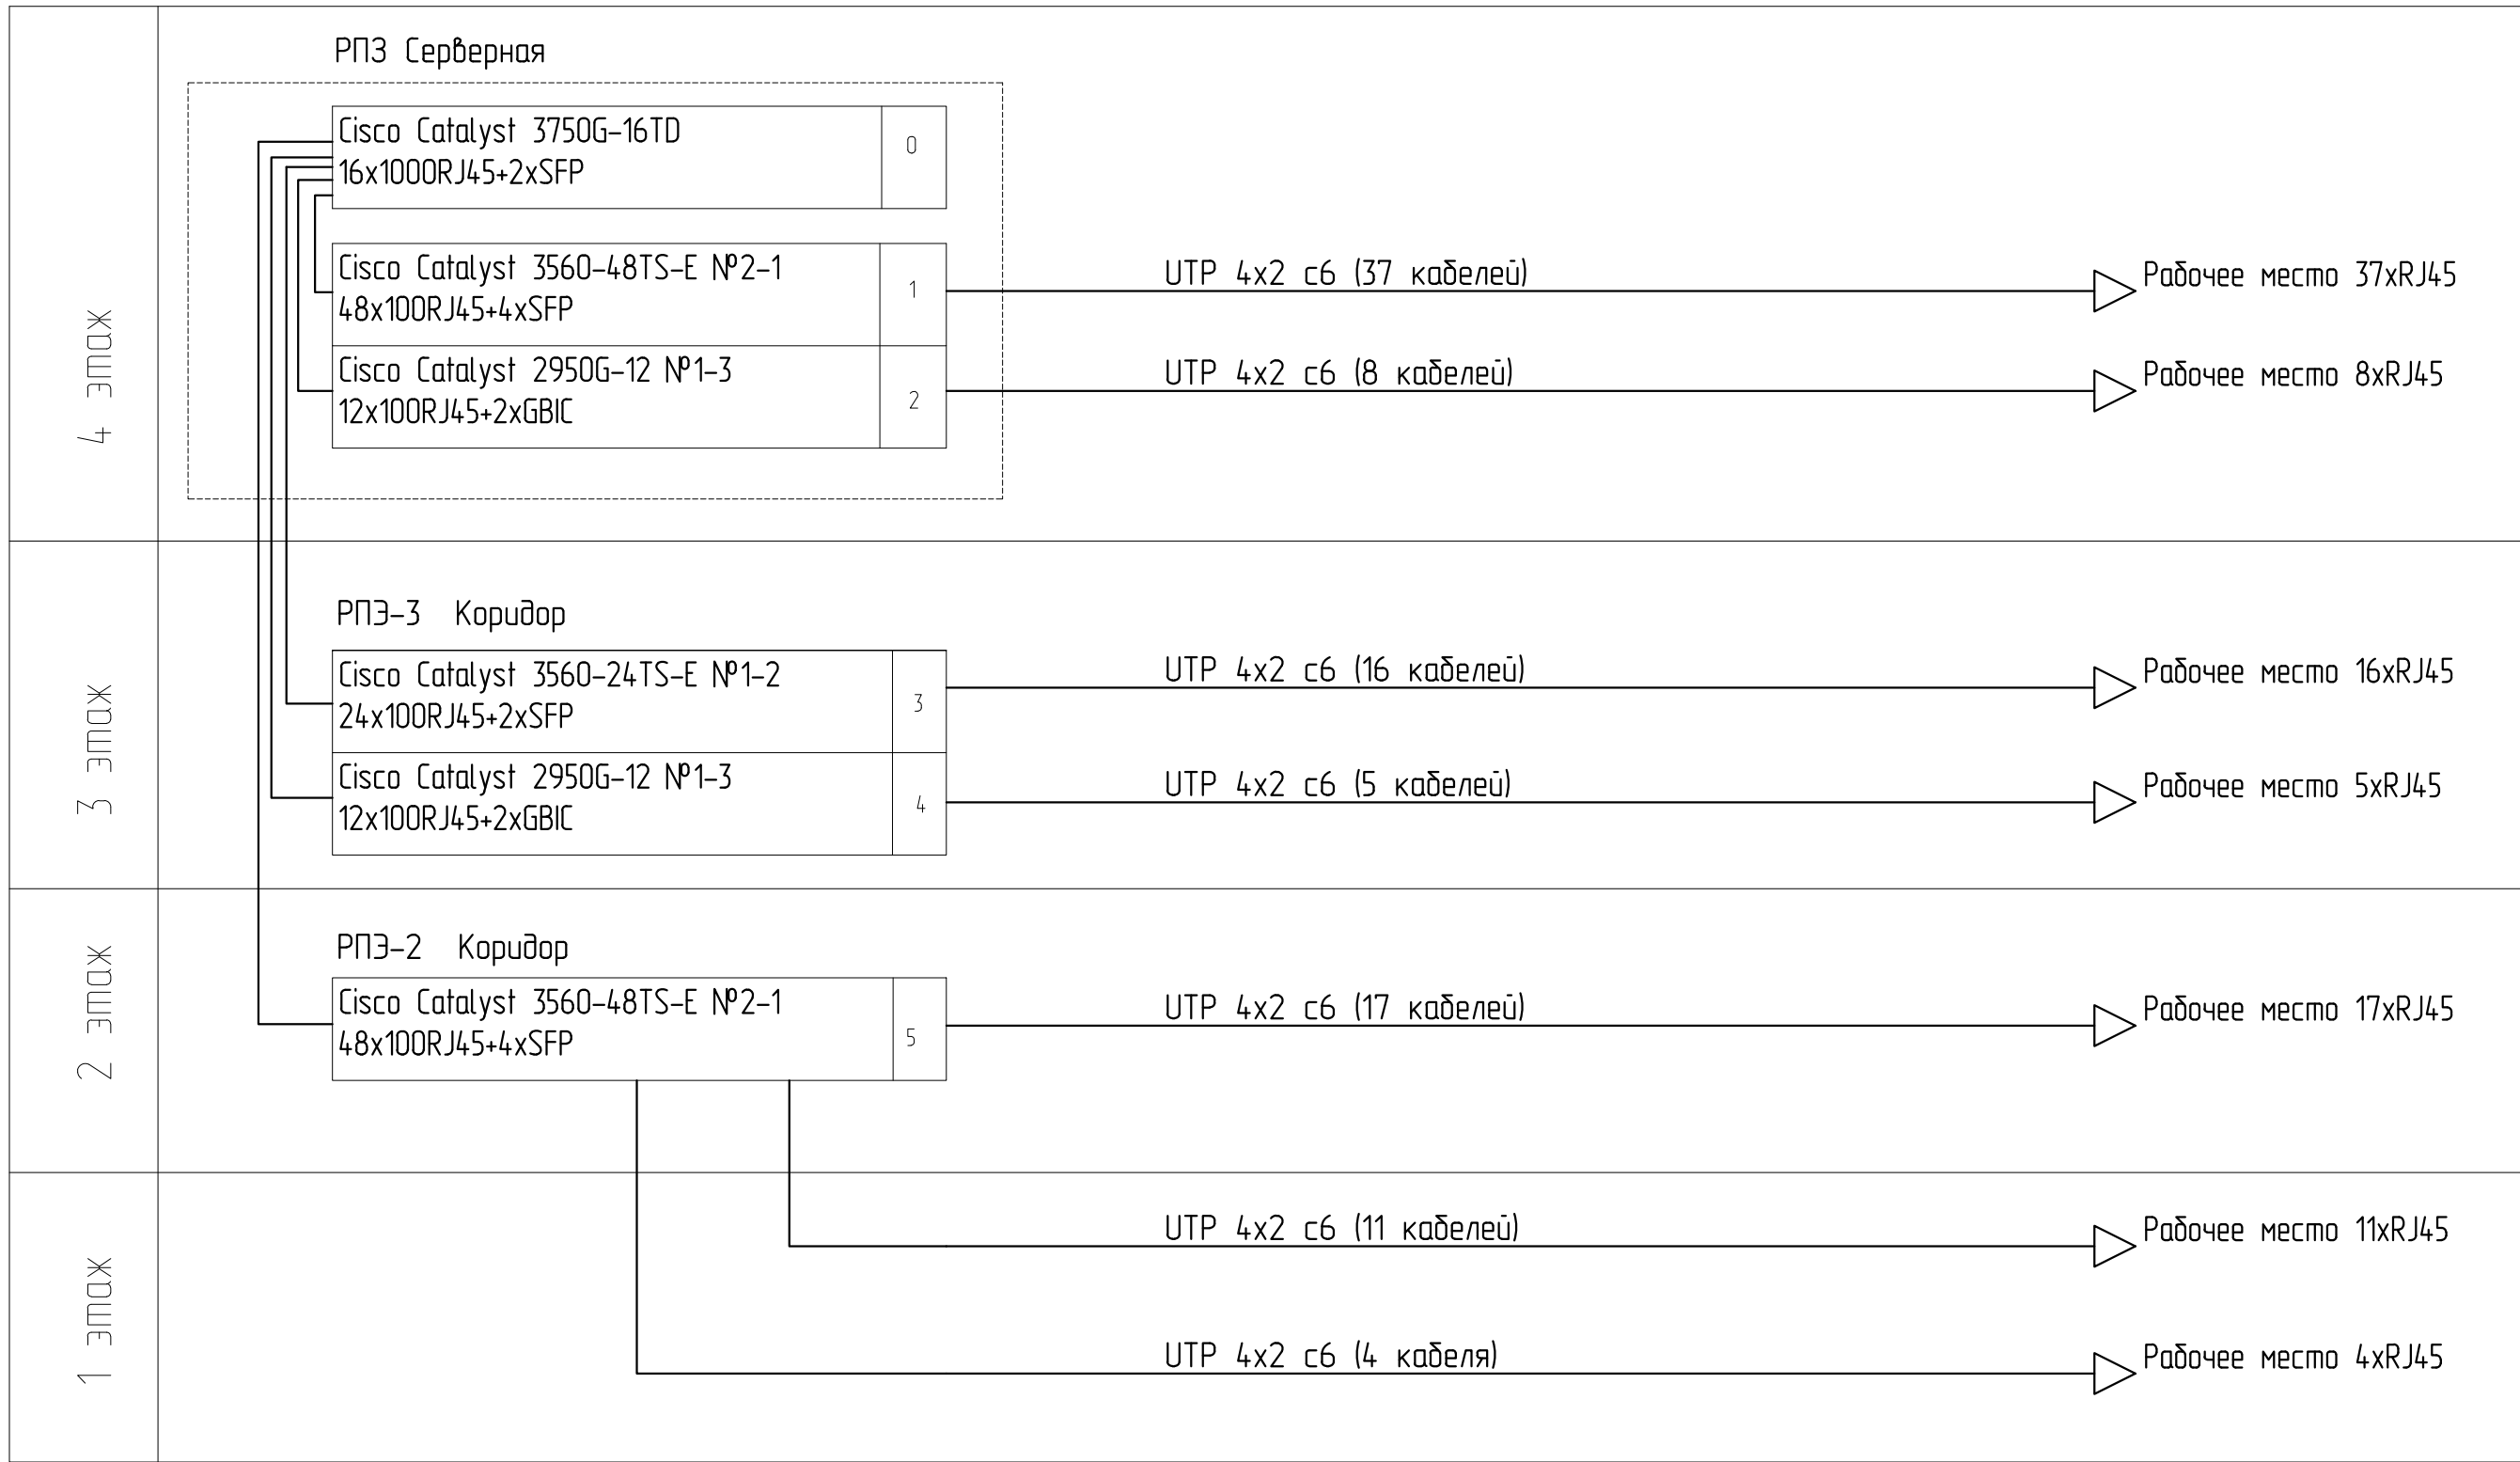 РПЗ Серверная
Cisco Catalyst 3750G-16TD
16x1000RJ45+2xSFP
0
Cisco Catalyst 3560-48TS-E №2-1
48x100RJ45+4xSFP
1
UTP 4x2 c6 (37 кабелей)
Рабочее место 37xRJ45
Cisco Catalyst 2950G-12 №1-3
12x100RJ45+2xGBIC
2
UTP 4x2 c6 (8 кабелей)
Рабочее место 8xRJ45
4 этаж
РПЭ-3 Коридор
Cisco Catalyst 3560-24TS-E №1-2
24x100RJ45+2xSFP
3
UTP 4x2 c6 (16 кабелей)
Рабочее место 16xRJ45
Cisco Catalyst 2950G-12 №1-3
12x100RJ45+2xGBIC
4
UTP 4x2 c6 (5 кабелей)
Рабочее место 5xRJ45
3 этаж
РПЭ-2 Коридор
Cisco Catalyst 3560-48TS-E №2-1
48x100RJ45+4xSFP
5
UTP 4x2 c6 (17 кабелей)
Рабочее место 17xRJ45
2 этаж
UTP 4x2 c6 (11 кабелей)
Рабочее место 11xRJ45
UTP 4x2 c6 (4 кабеля)
Рабочее место 4xRJ45
1 этаж